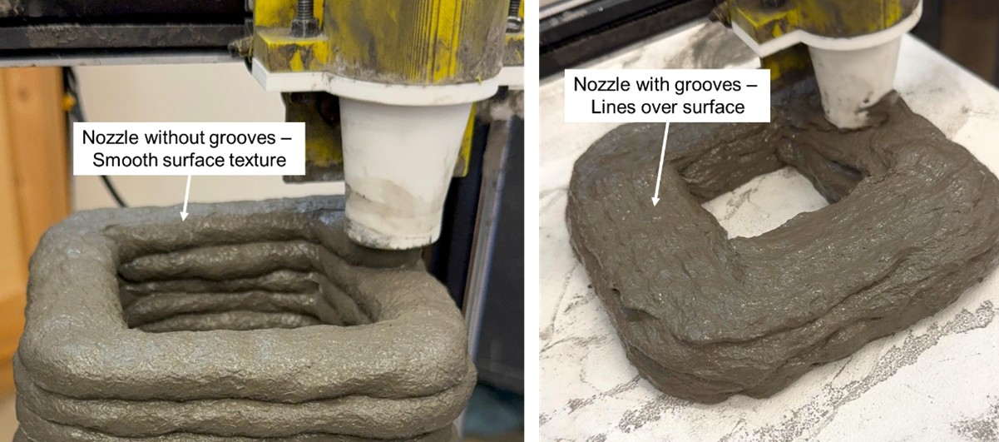 Nozzle without grooves –
Smooth surface texture
Nozzle with grooves –
Lines over surface